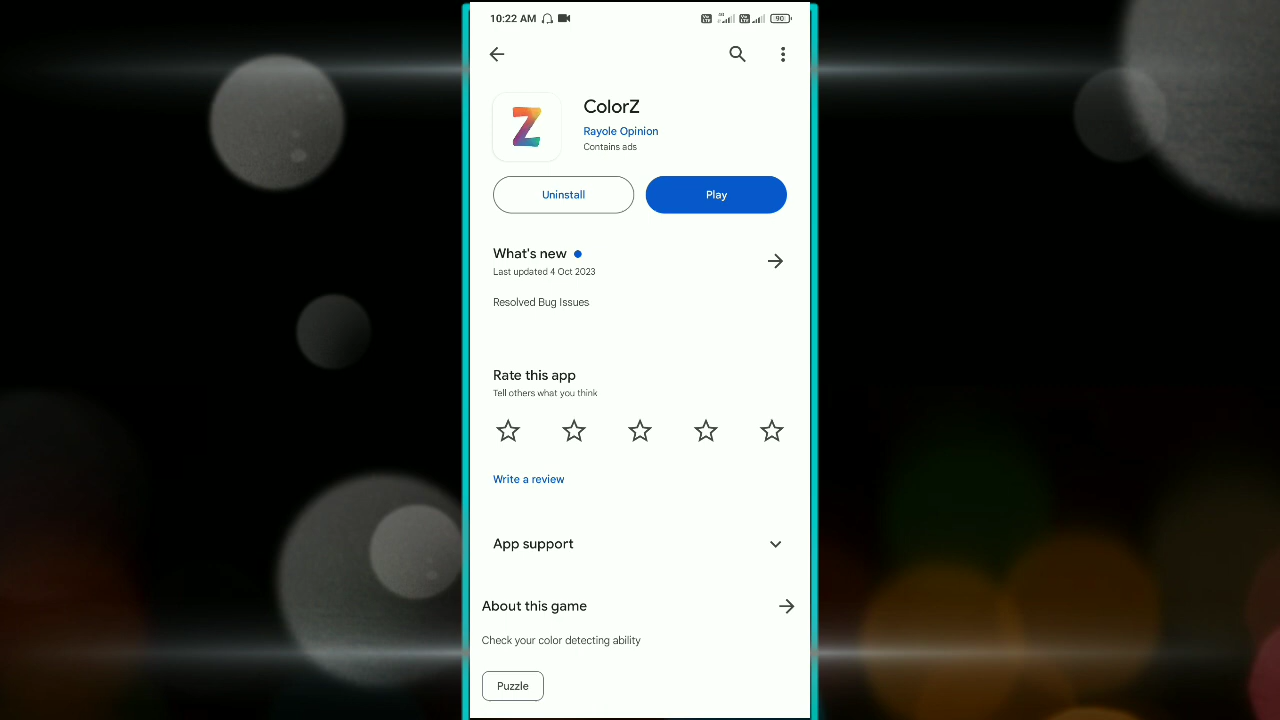 10:22 AM 90
ColorZ
Z
Rayole Opinion
Contains ads
Uninstall Play
What's new
Last updated 4 Oct 2023
Resolved Bug Issues
Rate this app
Tell others what you think
Write a review
App support
About this game
Check your color detecting ability
Puzzle